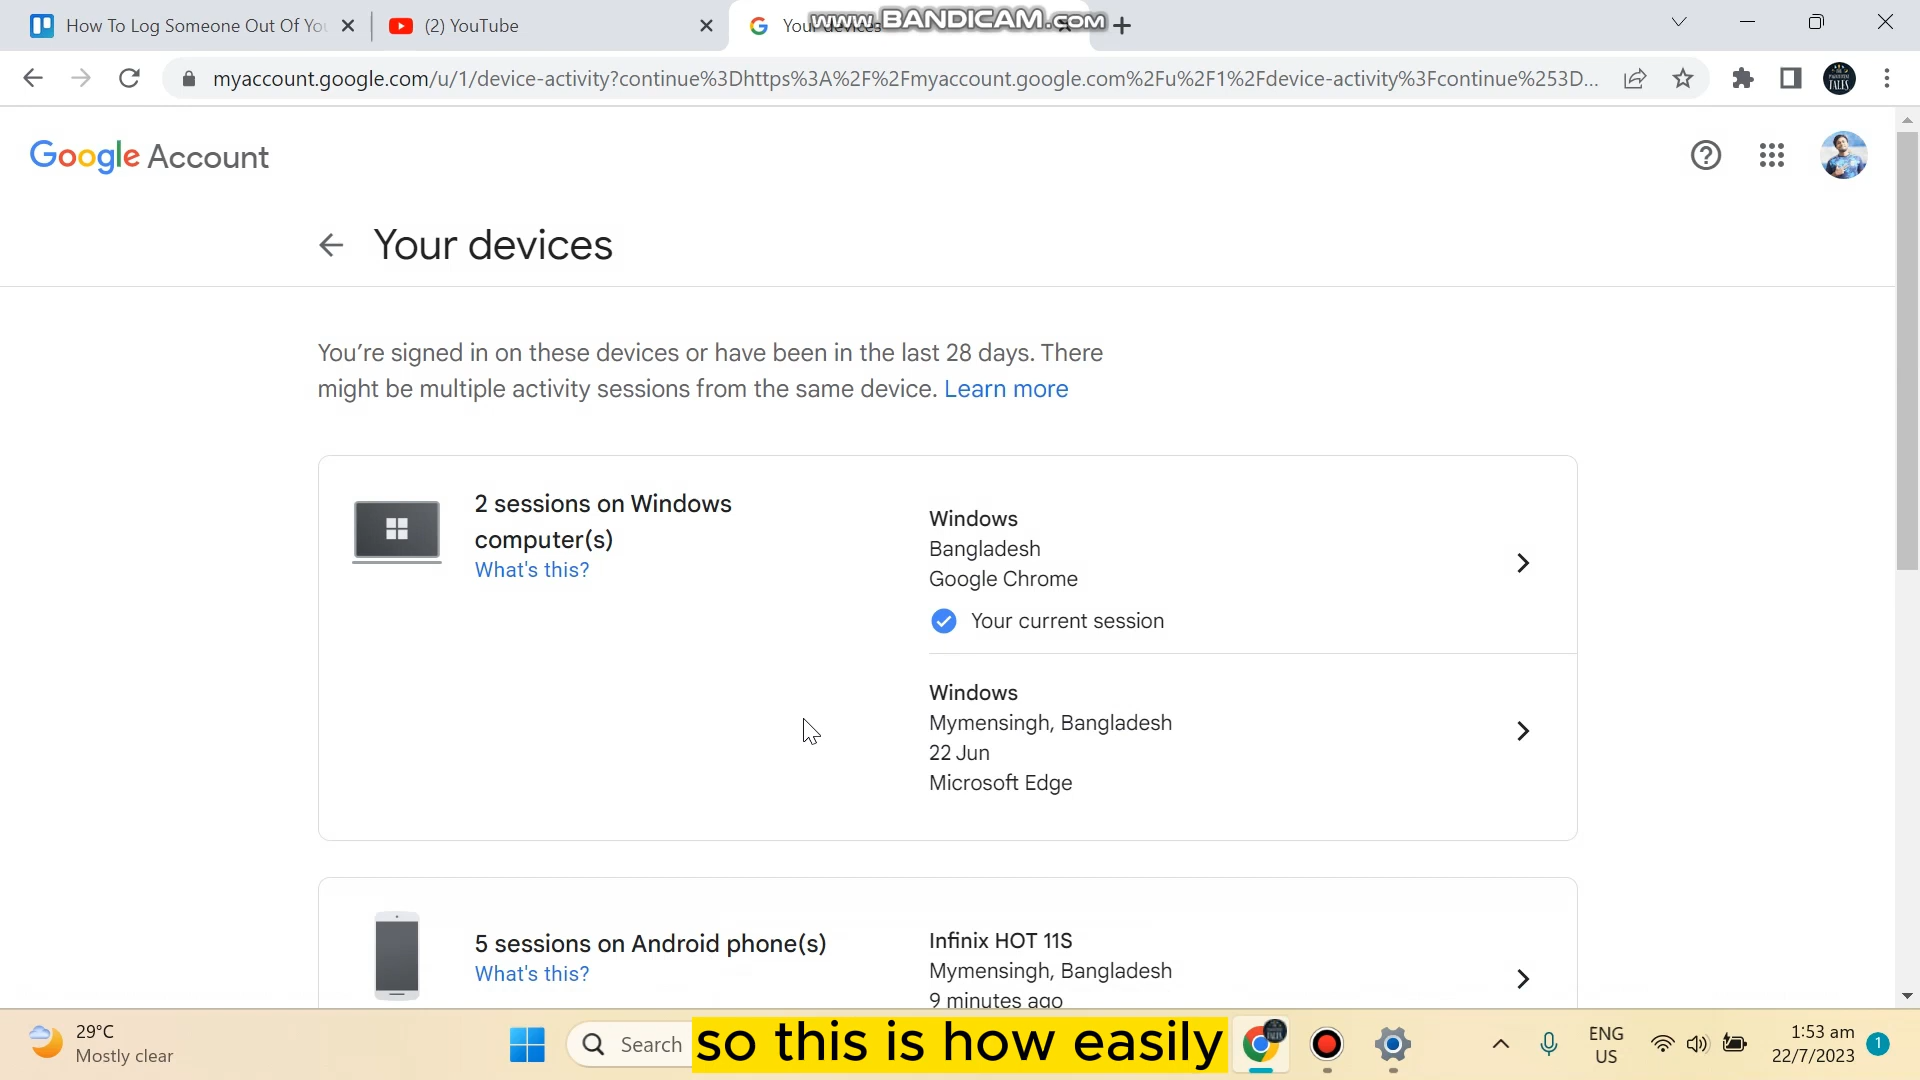 How To Log Someone Out Of You
(2) YouTube
Your devices
www.BANDICAM.com
myaccount.google.com/u/1/device-activity?continue%3Dhttps%3A%2F%2Fmyaccount.google.com%2Fu%2F1%2Fdevice-activity%3Fcontinue%253D...
Google Account
Your devices
You're signed in on these devices or have been in the last 28 days. There
might be multiple activity sessions from the same device. Learn more
2 sessions on Windows
computer(s)
What's this?
Windows
Bangladesh
Google Chrome
Your current session
Windows
Mymensingh, Bangladesh
22 Jun
Microsoft Edge
5 sessions on Android phone(s)
What's this?
Infinix HOT 11S
Mymensingh, Bangladesh
9 minutes ago
29°C
Mostly clear
Search
so this is how easily
ENG
US
1:53 am
22/7/2023
1